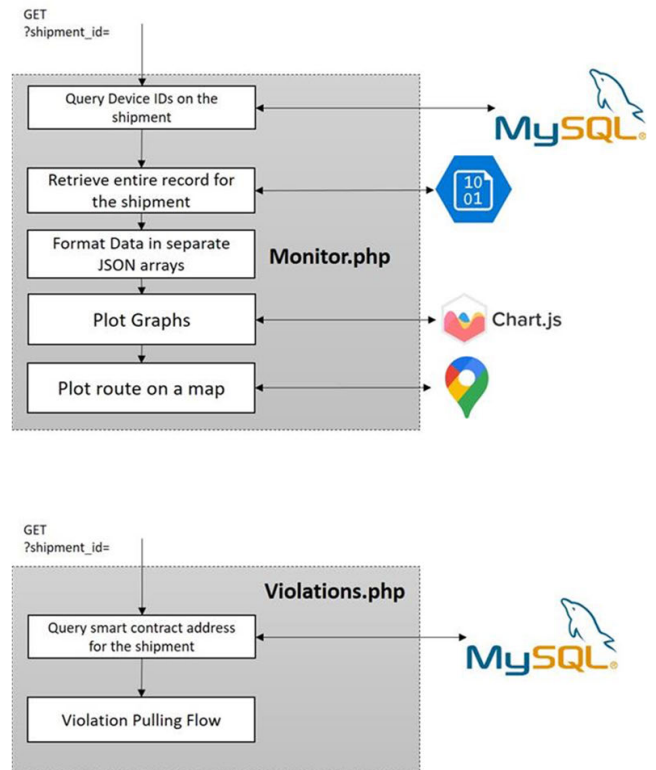 GET
?shipment_id=
Query Device IDs on the
shipment
MySQL®
Retrieve entire record for
the shipment
10
01
Format Data in separate
JSON arrays
Monitor.php
Plot Graphs
Chart.js
Plot route on a map
GET
?shipment_id=
Violations.php
Query smart contract address
for the shipment
MySQL®
Violation Pulling Flow